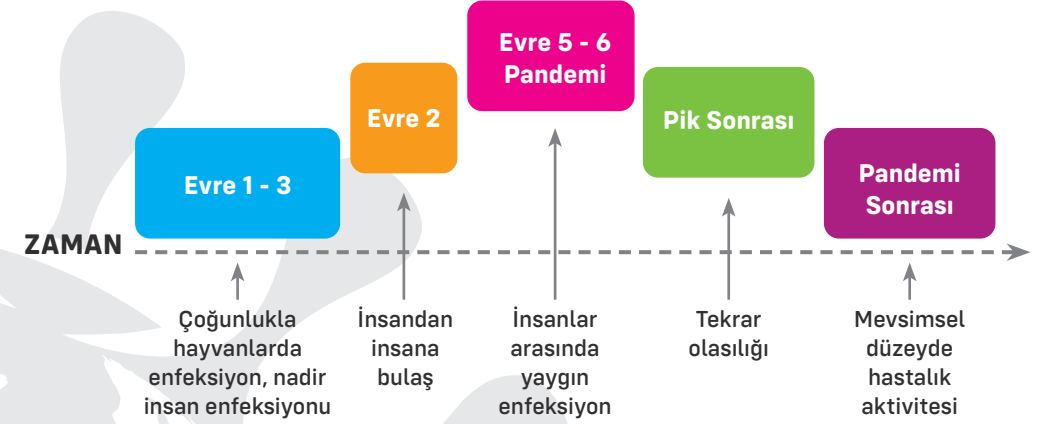 Evre 5 - 6
Pandemi
Evre 2
Pik Sonrası
Evre 1 - 3
Pandemi
Sonrası
ZAMAN
Çoğunlukla
hayvanlarda
enfeksiyon, nadir
insan enfeksiyonu
İnsandan
insana
bulaş
İnsanlar
arasında
yaygın
enfeksiyon
Tekrar
olasılığı
Mevsimsel
düzeyde
hastalık
aktivitesi